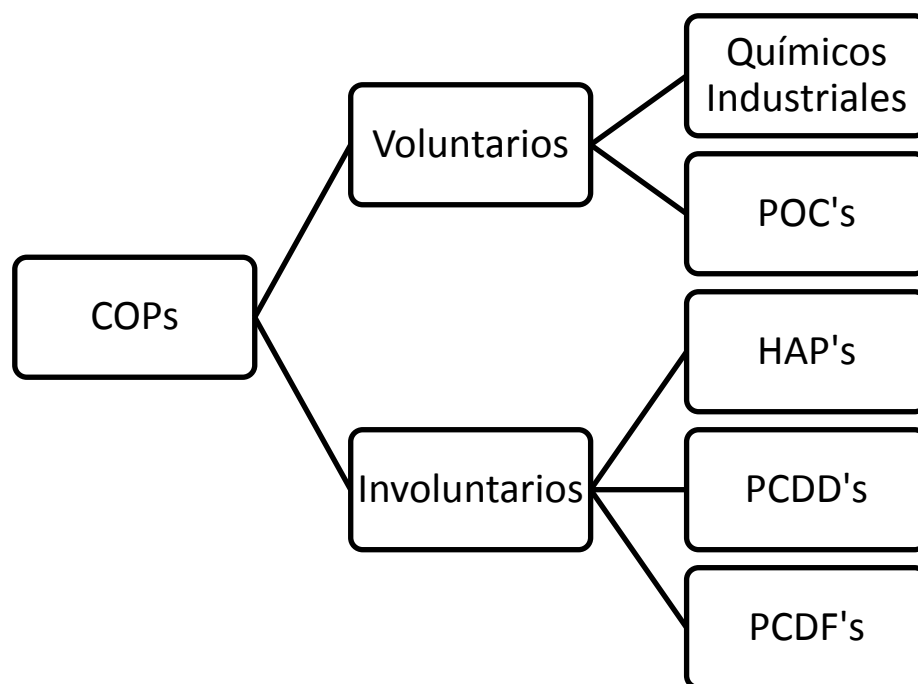 COPs
Voluntarios
Químicos
Industriales
POC's
Involuntarios
HAP's
PCDD's
PCDF's